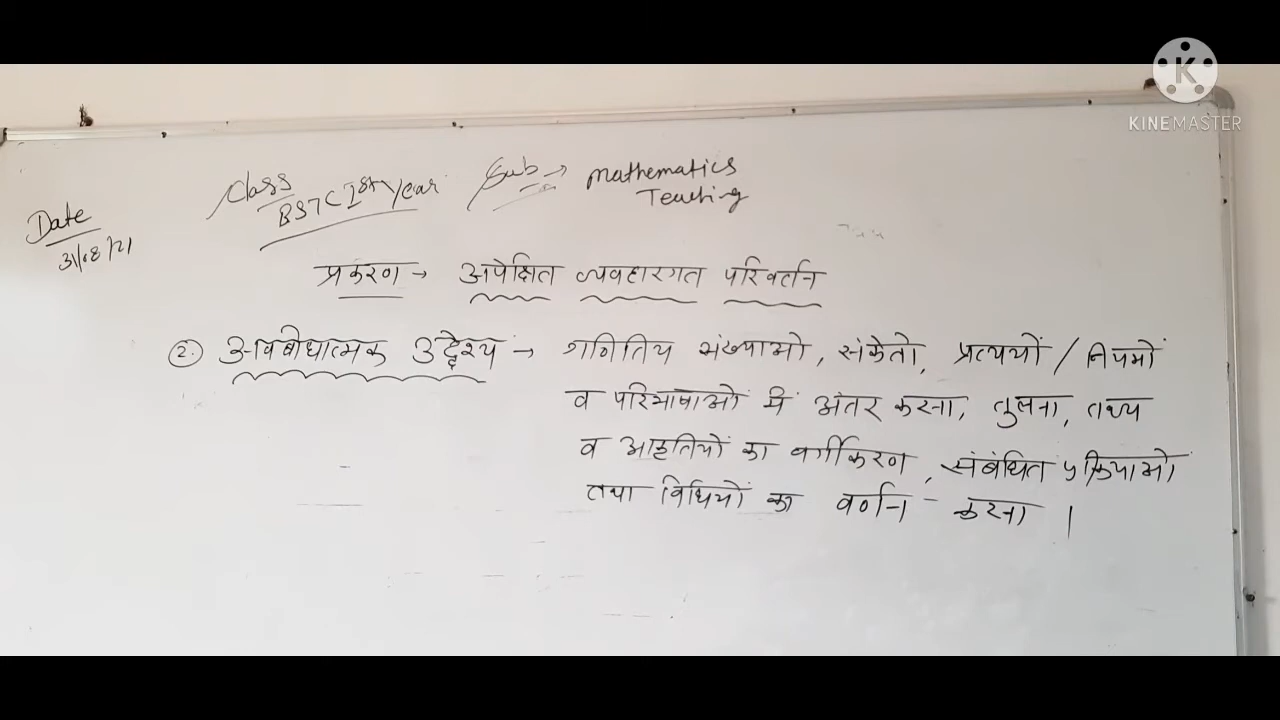 KINEMASTER
Class
BSTC Ist Year
Sub → Mathematics
Teaching
Date
31/08/21
प्रकरण → अपेक्षित व्यवहारगत परिवर्तन
2. अवबोधात्मक उद्देश्य → गणितिय संख्याओ, संकेतो, प्रत्ययों / नियमों
व परिभाषाओं में अंतर करना, तुलना, तथ्य
व आकृतियों का वर्गीकरण, संबंधित प्रक्रियाओं
तथा विधियों का वर्णन करना ।